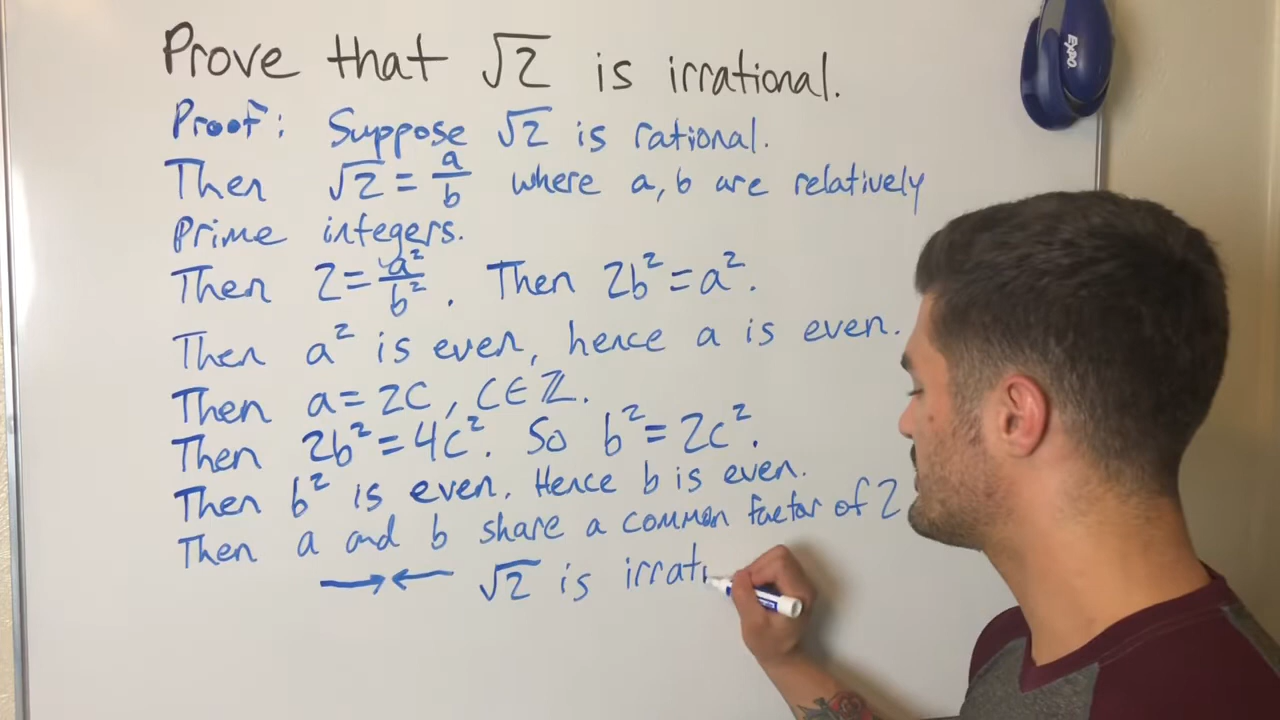 Prove that √2 is irrational.
Proof: Suppose √2 is rational.
Then √2 = a/b where a, b are relatively
Prime integers.
Then 2 = a²/b². Then 2b² = a².
Then a² is even, hence a is even.
Then a = 2c, c ∈ ℤ.
Then 2b² = 4c². So b² = 2c².
Then b² is even. Hence b is even.
Then a and b share a common factor of 2
→← √2 is irrati
EXPO